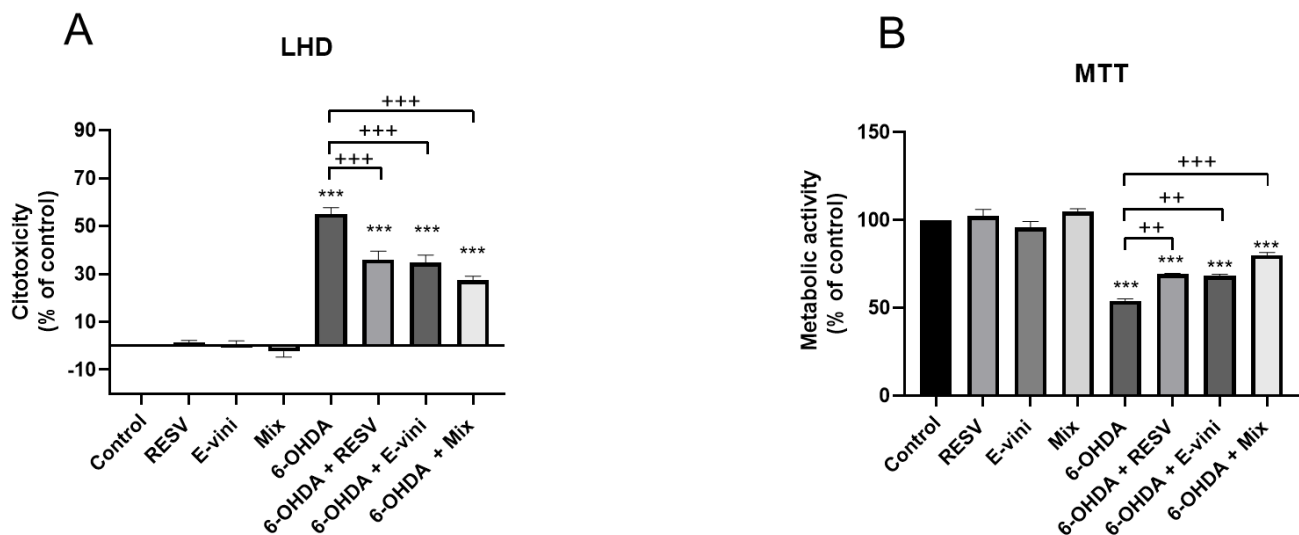 A
LHD
Citotoxicity
(% of control)
90
70
50
30
10
-10
+++
+++
+++
***
***
***
***
Control
RESV
E-vini
Mix
6-OHDA
6-OHDA + RESV
6-OHDA + E-vini
6-OHDA + Mix
B
MTT
Metabolic activity
(% of control)
150
100
50
0
+++
++
++
***
***
***
***
Control
RESV
E-vini
Mix
6-OHDA
6-OHDA + RESV
6-OHDA + E-vini
6-OHDA + Mix